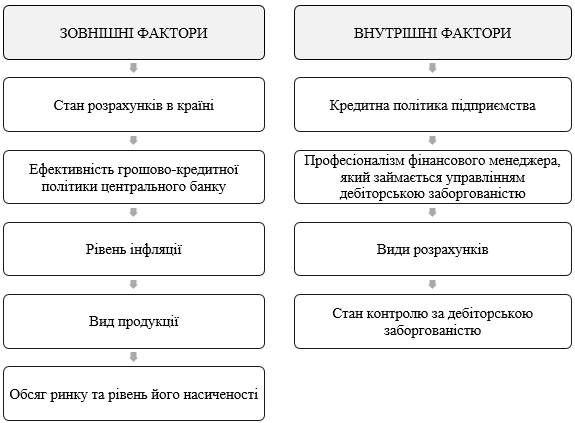 ЗОВНІШНІ ФАКТОРИ
Стан розрахунків в країні
Ефективність грошово-кредитної
політики центрального банку
Рівень інфляції
Вид продукції
Обсяг ринку та рівень його насиченості
ВНУТРІШНІ ФАКТОРИ
Кредитна політика підприємства
Професіоналізм фінансового менеджера,
який займається управлінням
дебіторською заборгованістю
Види розрахунків
Стан контролю за дебіторською
заборгованістю